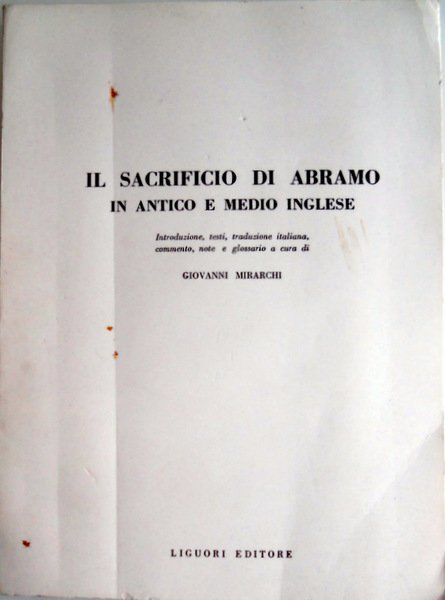 IL SACRIFICIO DI ABRAMO
IN ANTICO E MEDIO INGLESE
Introduzione, testi, traduzione italiana,
commento, note e glossario a cura di
GIOVANNI MIRARCHI
LIGUORI EDITORE